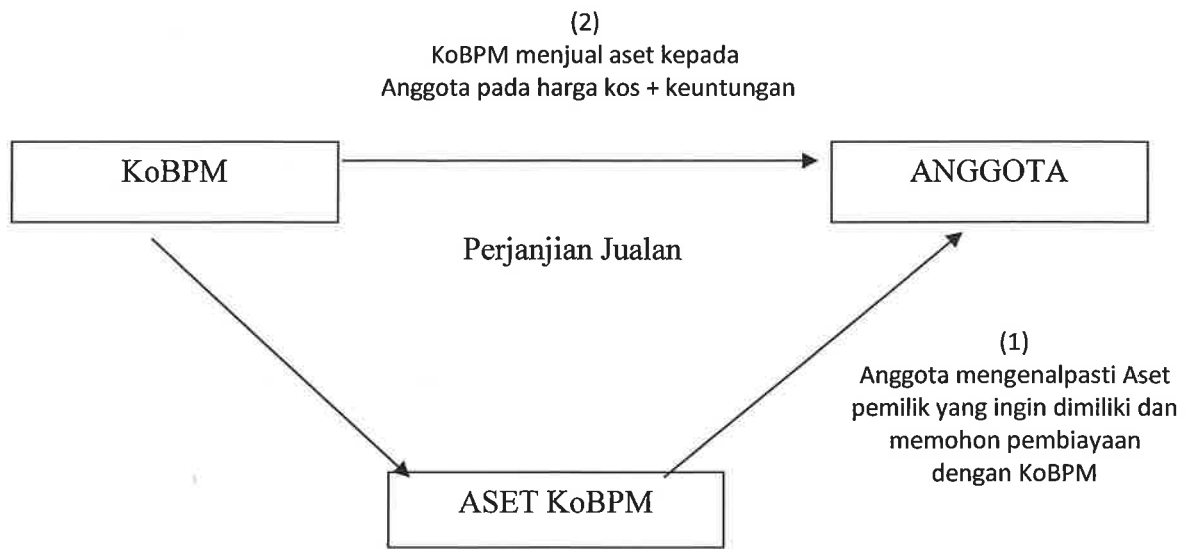 (2)
KoBPM menjual aset kepada
Anggota pada harga kos + keuntungan
KoBPM
ANGGOTA
Perjanjian Jualan
(1)
Anggota mengenalpasti Aset
pemilik yang ingin dimiliki dan
memohon pembiayaan
dengan KoBPM
ASET KoBPM